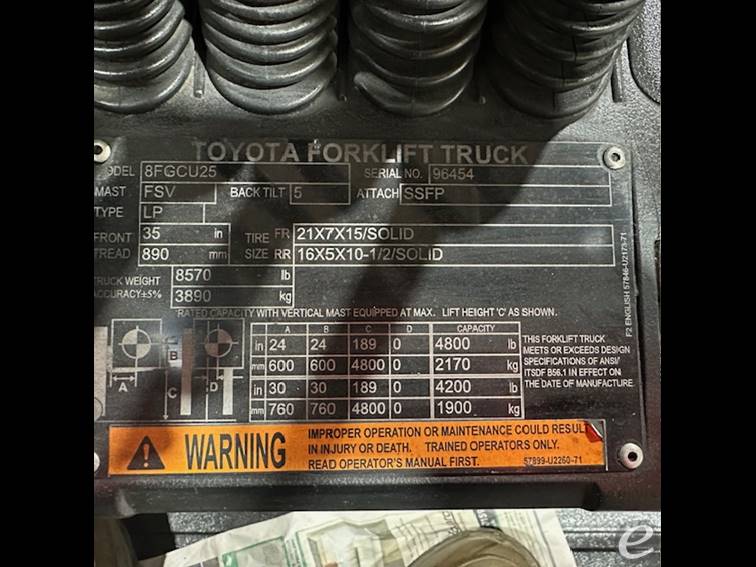 TOYOTA FORKLIFT TRUCK
ODEL 8FGCU25 SERIAL NO. 96454
MAST FSV BACK TILT 5 ATTACH SSFP
TYPE LP
FRONT 35 in TIRE FR 21X7X15/SOLID
TREAD 890 mm SIZE RR 16X5X10-1/2/SOLID
TRUCK WEIGHT 8570 lb
ACCURACY±5% 3890 kg
RATED CAPACITY WITH VERTICAL MAST EQUIPPED AT MAX. LIFT HEIGHT 'C' AS SHOWN.
A B C D CAPACITY
in 24 24 189 0 4800 lb
mm 600 600 4800 0 2170 kg
in 30 30 189 0 4200 lb
mm 760 760 4800 0 1900 kg
A B C D
THIS FORKLIFT TRUCK
MEETS OR EXCEEDS DESIGN
SPECIFICATIONS OF ANSI/
ITSDF B56.1 IN EFFECT ON
THE DATE OF MANUFACTURE.
F2 ENGLISH 57846-U2173-71
WARNING
IMPROPER OPERATION OR MAINTENANCE COULD RESULT
IN INJURY OR DEATH. TRAINED OPERATORS ONLY.
READ OPERATOR'S MANUAL FIRST. 57899-U2260-71
e